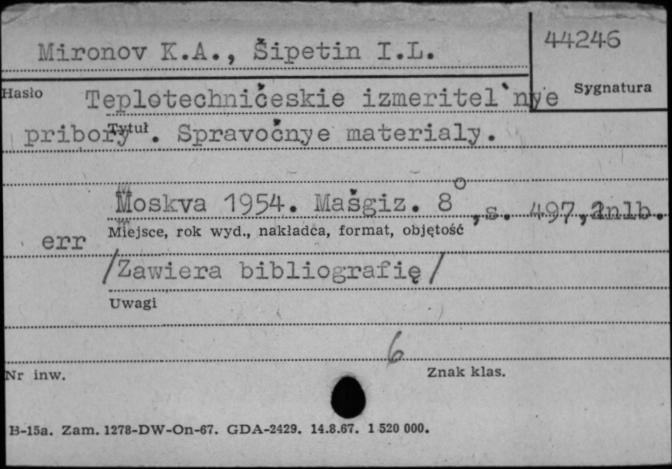 Mironov K.A., Šipetin I.L.
44246
Hasło
Sygnatura
Teplotechničeskie izmeritel`nye
Tytuł
pribory. Spravočnye materialy.
Moskva 1954. Mašgiz. 8°, s. 497, 2nlb.
Miejsce, rok wyd., nakładca, format, objętość
err
/Zawiera bibliografię/
Uwagi
6
Nr inw.
Znak klas.
B-15a. Zam. 1278-DW-On-67. GDA-2429. 14.8.67. 1 520 000.